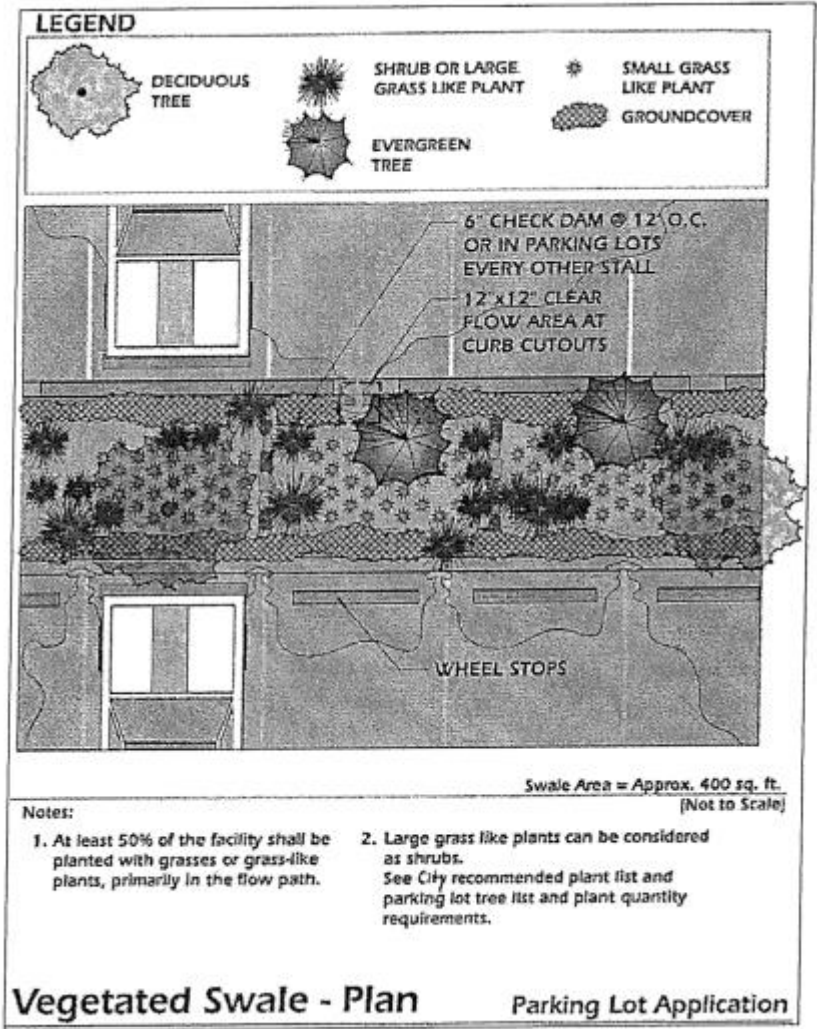 LEGEND
DECIDUOUS
TREE
SHRUB OR LARGE
GRASS LIKE PLANT
EVERGREEN
TREE
SMALL GRASS
LIKE PLANT
GROUNDCOVER
6" CHECK DAM @ 12' O.C.
OR IN PARKING LOTS
EVERY OTHER STALL
12"x12" CLEAR
FLOW AREA AT
CURB CUTOUTS
WHEEL STOPS
Swale Area = Approx. 400 sq. ft.
(Not to Scale)
Notes:
1. At least 50% of the facility shall be
planted with grasses or grass-like
plants, primarily in the flow path.
2. Large grass like plants can be considered
as shrubs.
See City recommended plant list and
parking lot tree list and plant quantity
requirements.
Vegetated Swale - Plan
Parking Lot Application